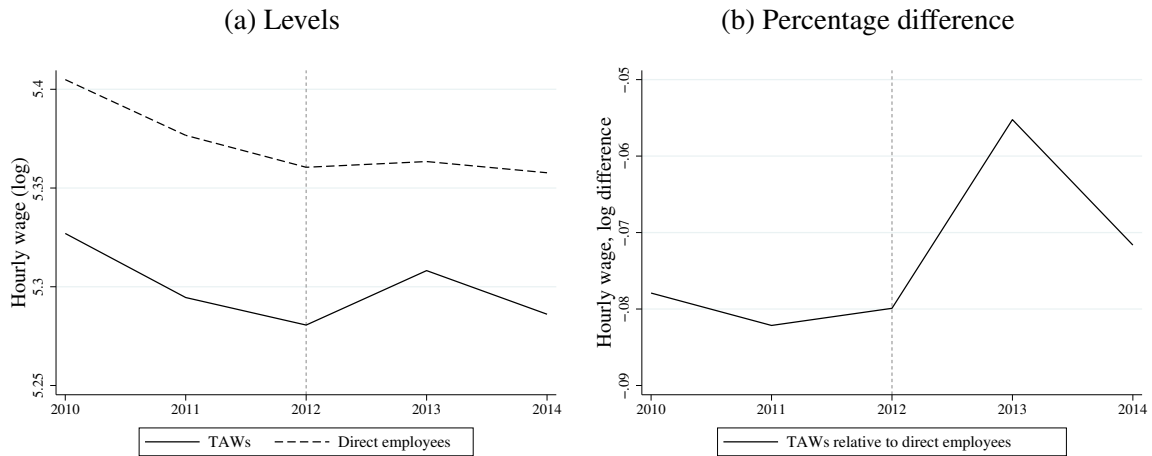 (a) Levels
Hourly wage (log)
5.4
5.35
5.3
5.25
2010 2011 2012 2013 2014
TAWs Direct employees
(b) Percentage difference
Hourly wage, log difference
-.05
-.06
-.07
-.08
-.09
2010 2011 2012 2013 2014
TAWs relative to direct employees